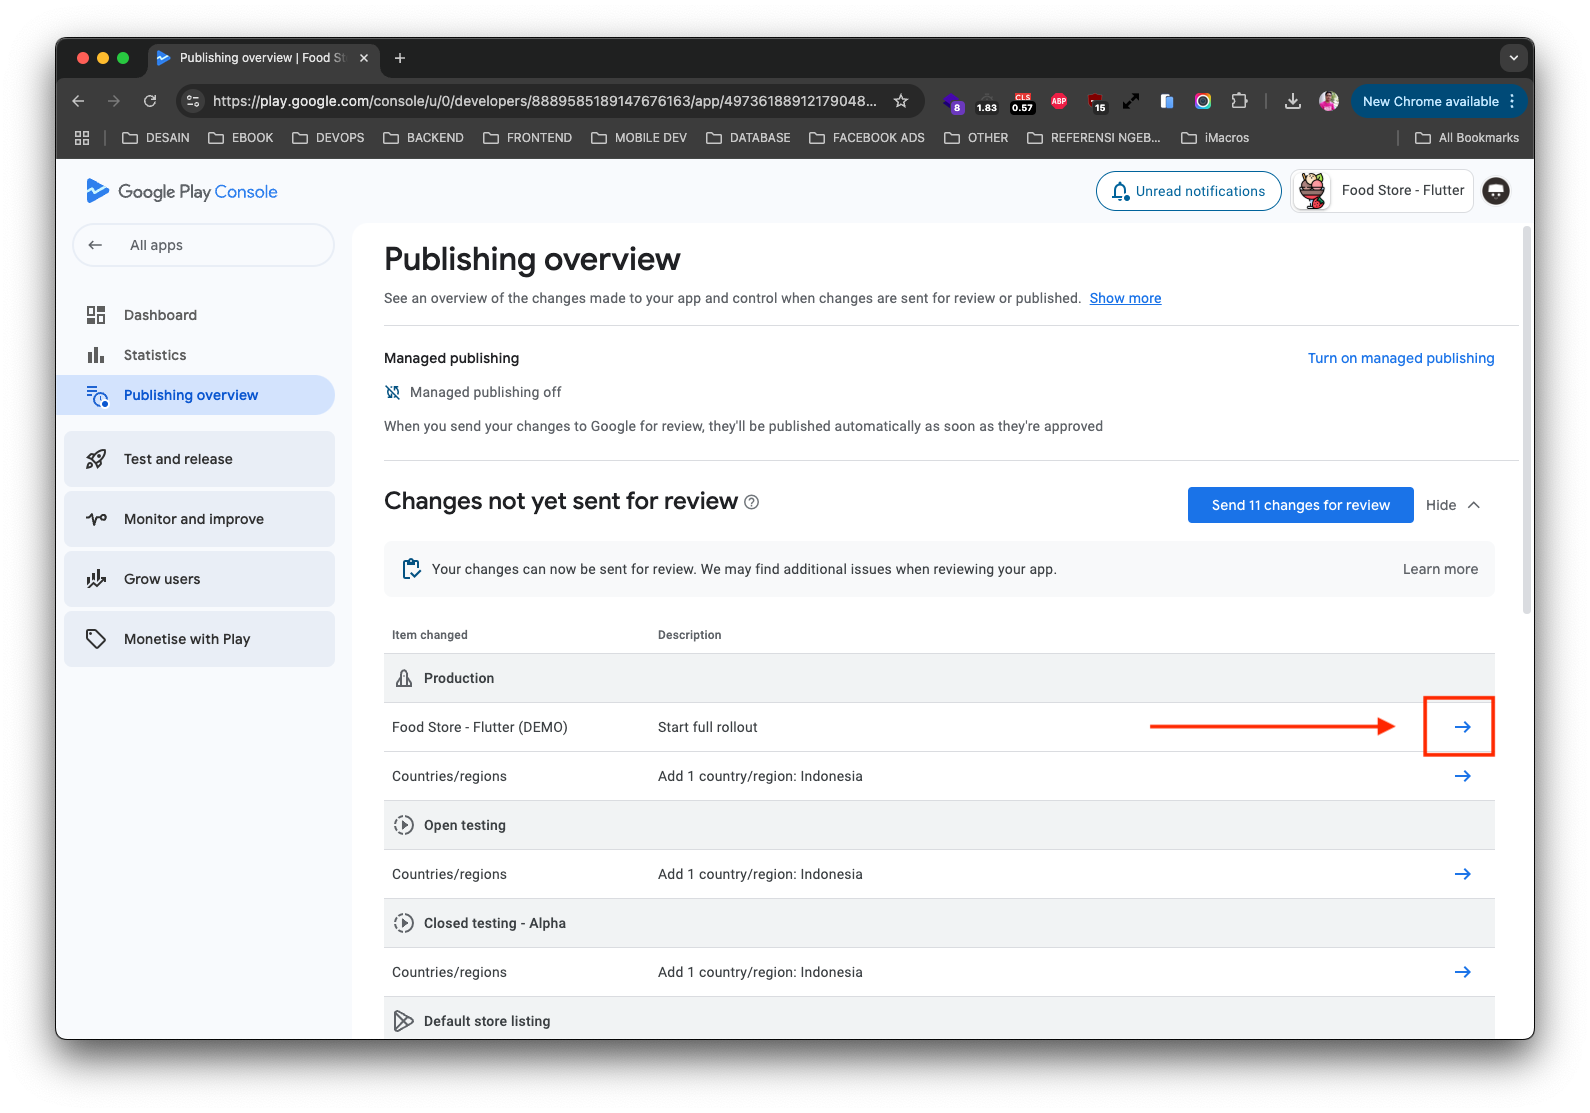 Publishing overview | Food St
https://play.google.com/console/u/0/developers/8889585189147676163/app/49736188912179048...
8
1.83
CLS
0.57
ABP
15
New Chrome available
DESAIN
EBOOK
DEVOPS
BACKEND
FRONTEND
MOBILE DEV
DATABASE
FACEBOOK ADS
OTHER
REFERENSI NGEB...
iMacros
All Bookmarks
Google Play Console
Unread notifications
Food Store - Flutter
All apps
Dashboard
Statistics
Publishing overview
Test and release
Monitor and improve
Grow users
Monetise with Play
Publishing overview
See an overview of the changes made to your app and control when changes are sent for review or published. Show more
Managed publishing
Turn on managed publishing
Managed publishing off
When you send your changes to Google for review, they'll be published automatically as soon as they're approved
Changes not yet sent for review
Send 11 changes for review
Hide
Your changes can now be sent for review. We may find additional issues when reviewing your app.
Learn more
Item changed
Description
Production
Food Store - Flutter (DEMO)
Start full rollout
Countries/regions
Add 1 country/region: Indonesia
Open testing
Countries/regions
Add 1 country/region: Indonesia
Closed testing - Alpha
Countries/regions
Add 1 country/region: Indonesia
Default store listing